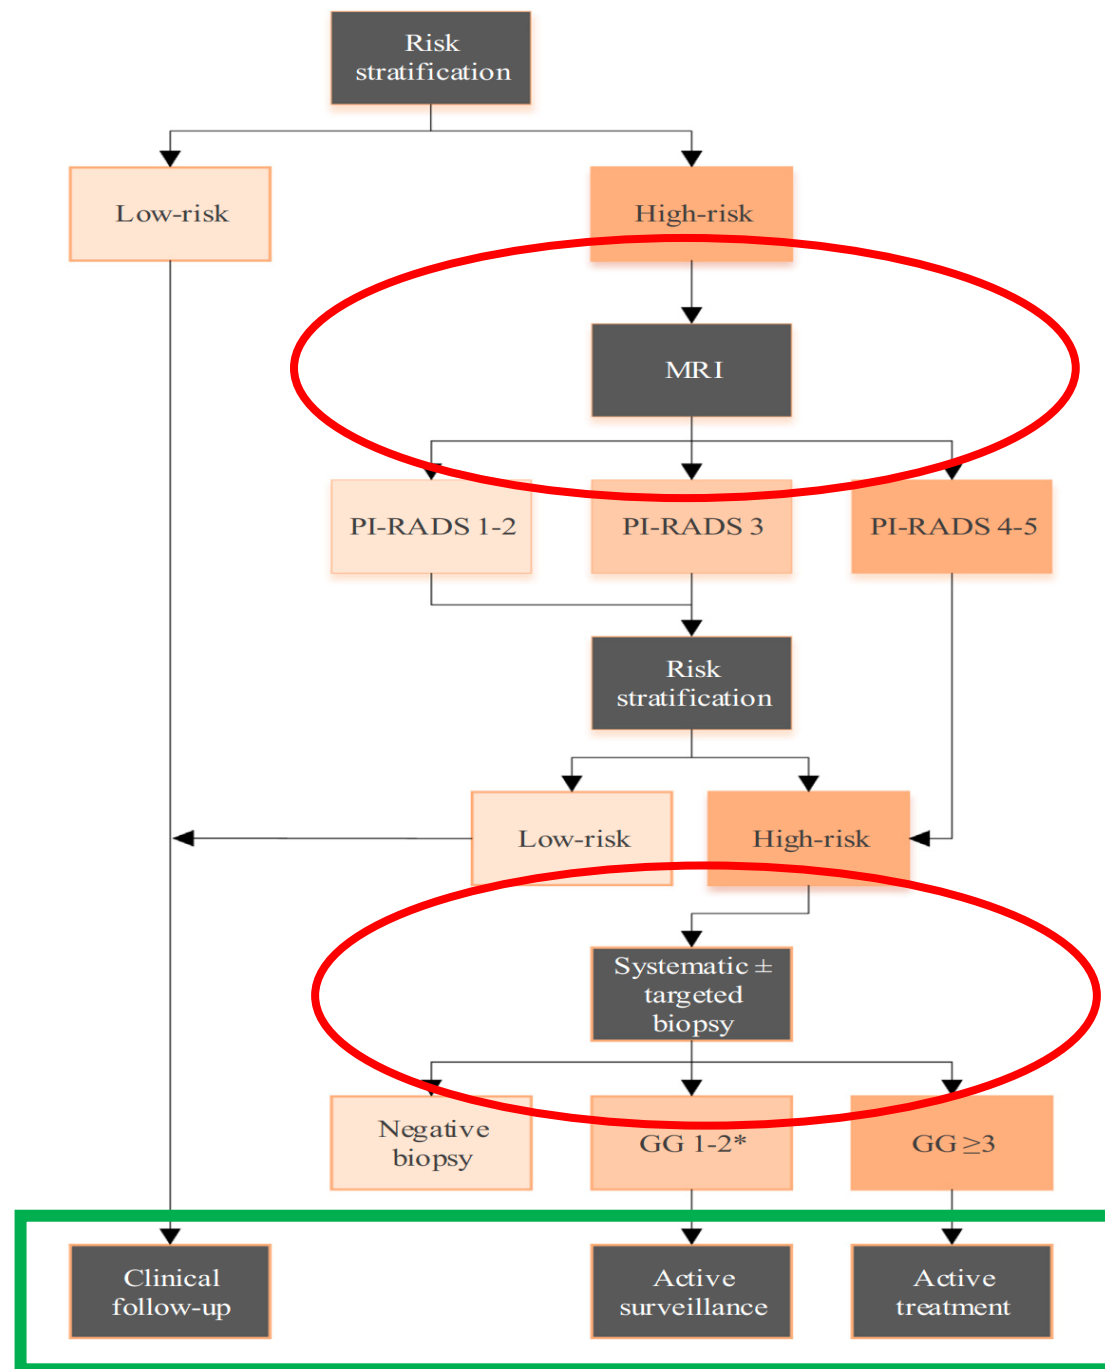 Risk
stratification
Low-risk
High-risk
MRI
PI-RADS 1-2
PI-RADS 3
PI-RADS 4-5
Risk
stratification
Low-risk
High-risk
Systematic ±
targeted
biopsy
Negative
biopsy
GG 1-2*
GG ≥3
Clinical
follow-up
Active
surveillance
Active
treatment